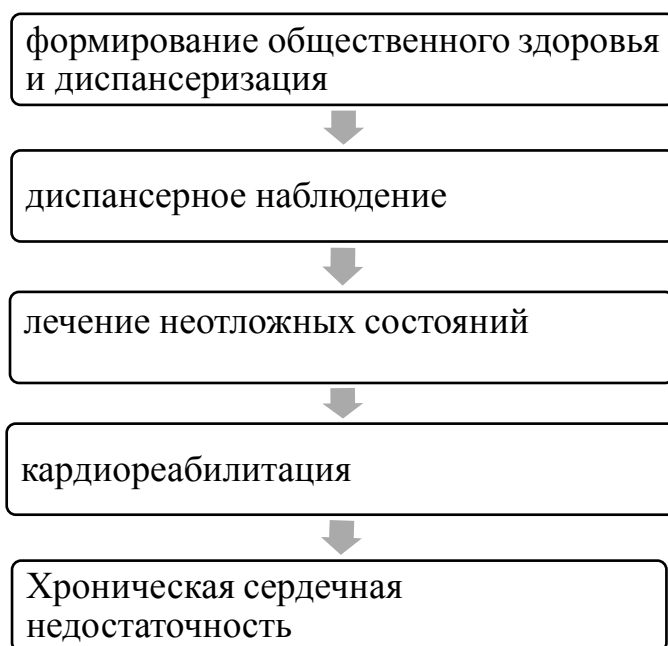 формирование общественного здоровья
и диспансеризация
диспансерное наблюдение
лечение неотложных состояний
кардиореабилитация
Хроническая сердечная
недостаточность